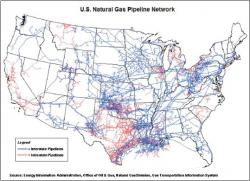 U.S. Natural Gas Pipeline Network
Legend
Interstate Pipelines
Intrastate Pipelines
Source: Energy Information Administration, Office of Oil & Gas, Natural Gas Division, Gas Transportation Information System